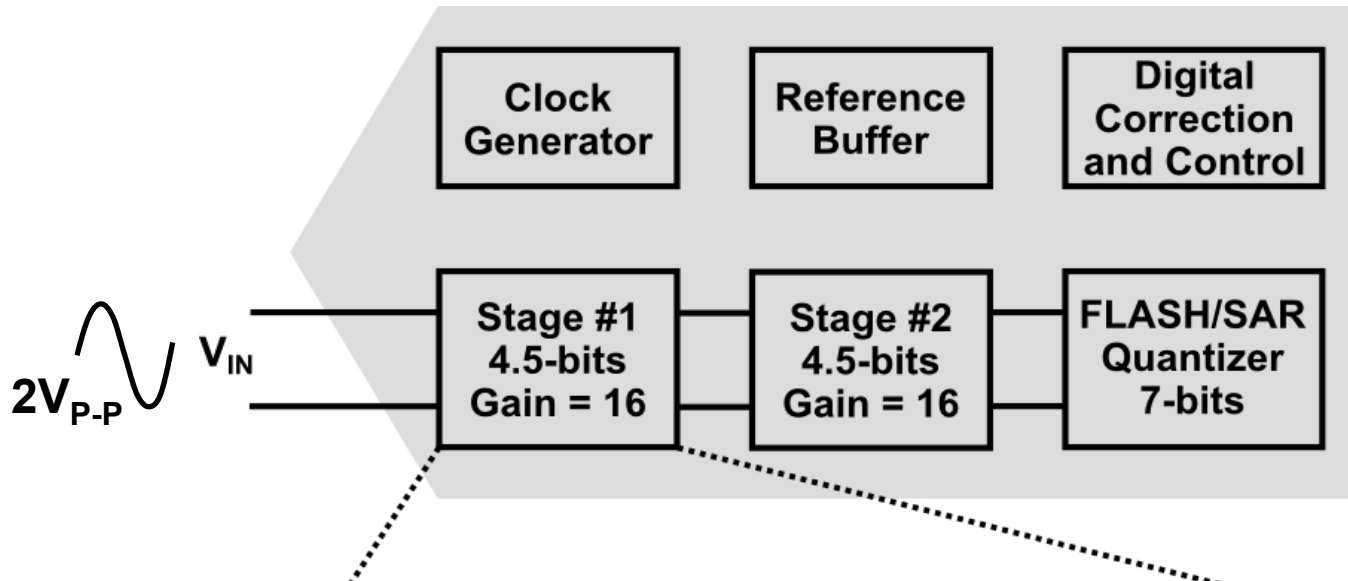 Clock
Generator
Reference
Buffer
Digital
Correction
and Control
2VP-P
VIN
Stage #1
4.5-bits
Gain = 16
Stage #2
4.5-bits
Gain = 16
FLASH/SAR
Quantizer
7-bits